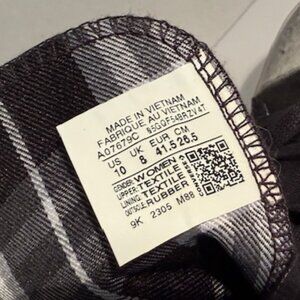 MADE IN VIETNAM
FABRIQUE AU VIETNAM
A07679C
US UK EUR CM
10 8 41.5 26.5
GENDER: WOMEN
UPPER: TEXTILE
LINING: TEXTILE
OUTSOLE: RUBBER
9K 2305 M88